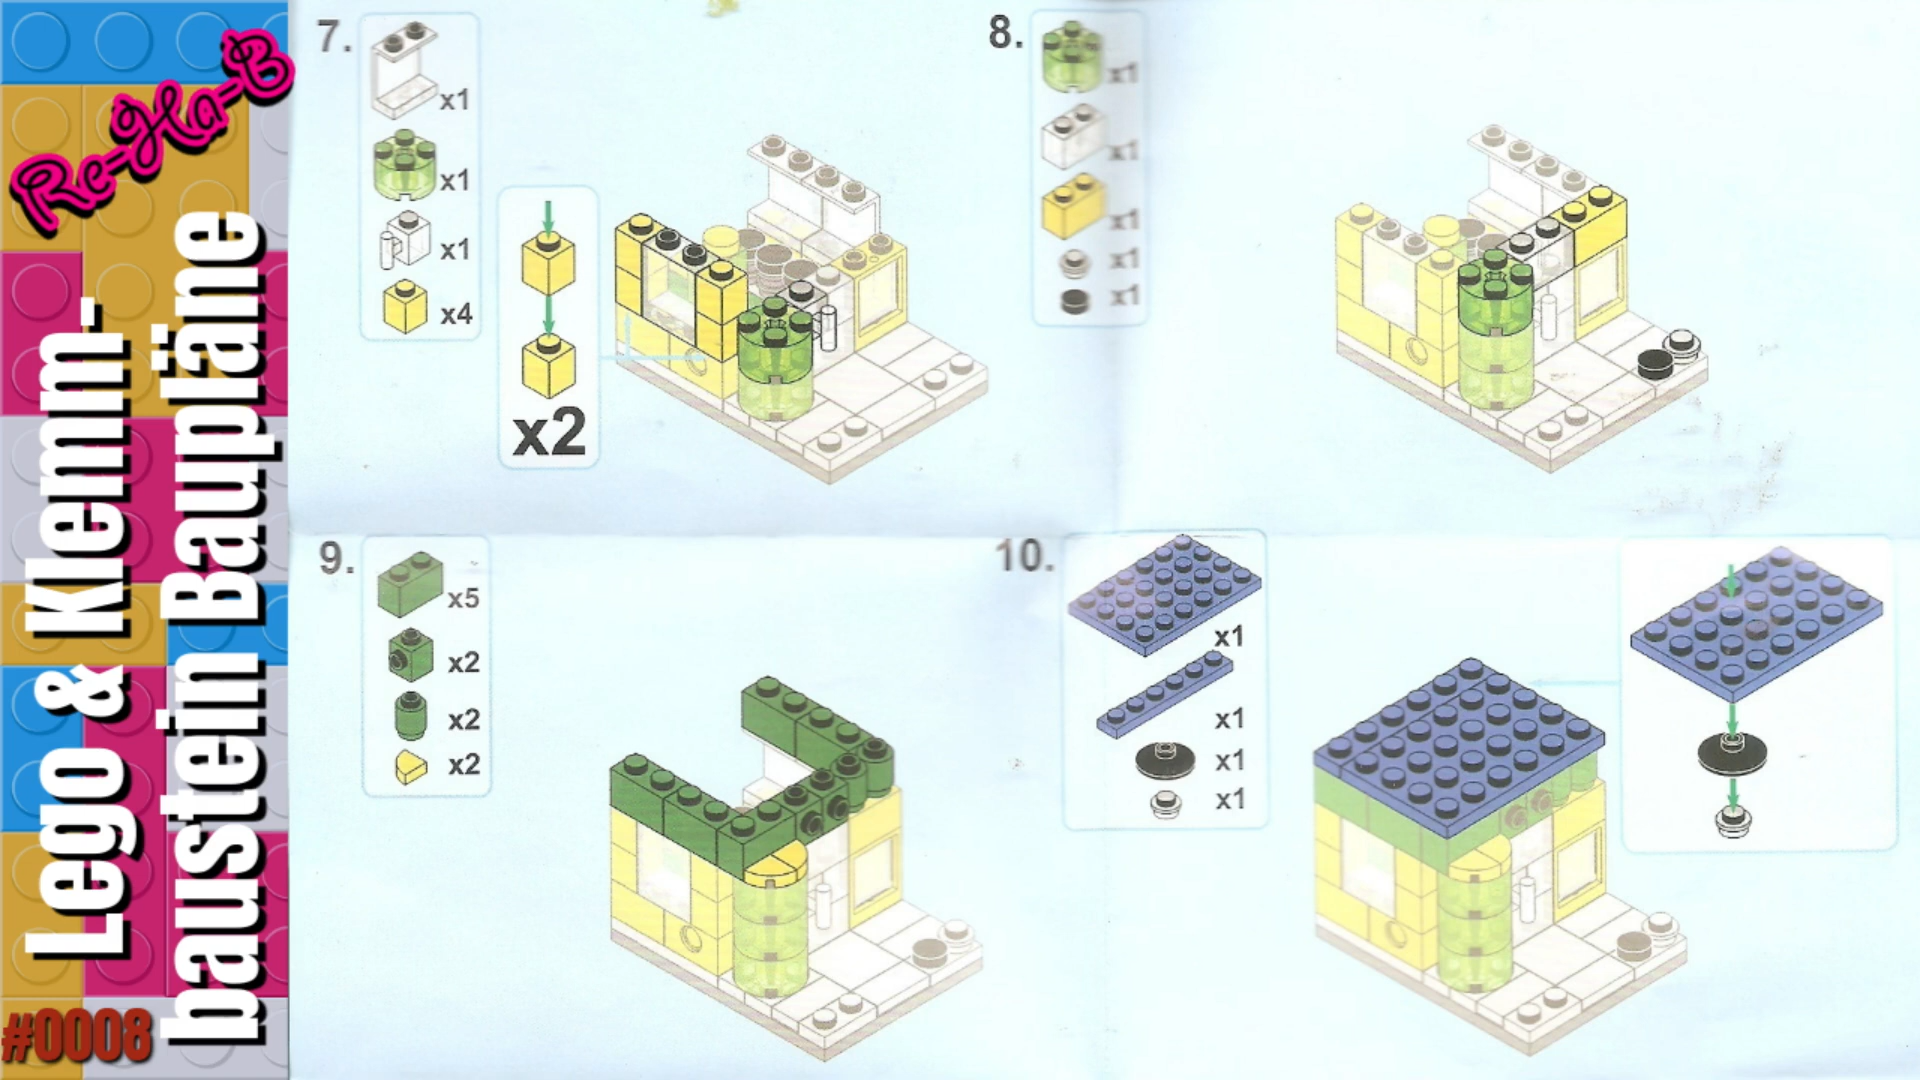 Re-Ha-B
Lego & Klemm-
baustein Baupläne
#0008
7.
x1
x1
x1
x4
x2
8.
x1
x1
x1
x1
x1
9.
x5
x2
x2
x2
10.
x1
x1
x1
x1